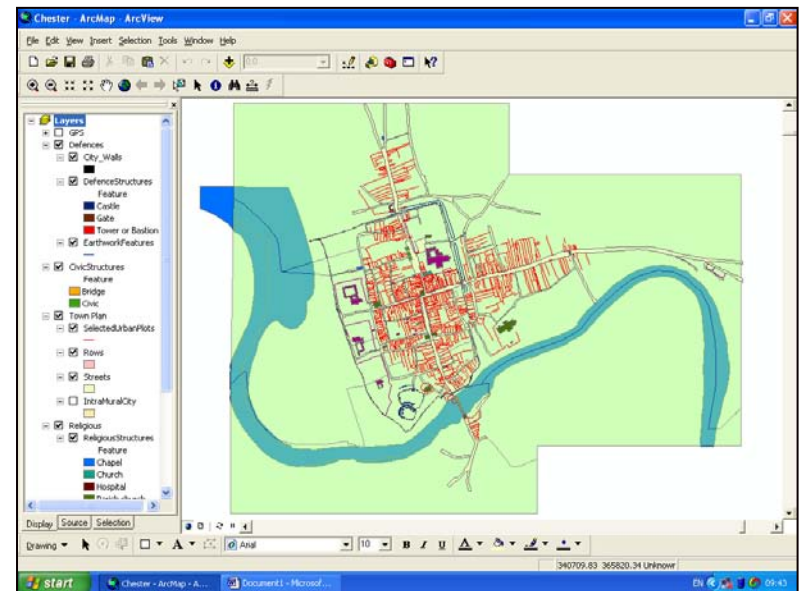 Chester - ArcMap - ArcView
File Edit View Insert Selection Tools Window Help
Layers
GPS
Defences
City_Walls
DefenceStructures
Feature
Castle
Gate
Tower or Bastion
EarthworkFeatures
CivicStructures
Feature
Bridge
Civic
Town Plan
SelectedUrbanPlots
Rows
Streets
IntraMuralCity
Religious
ReligiousStructures
Feature
Chapel
Church
Hospital
Parish church
Display Source Selection
Drawing A Arial 10 B I U A
340709.83 365820.34 Unknown
start Chester - ArcMap - A... Document1 - Microsof... EN 09:43